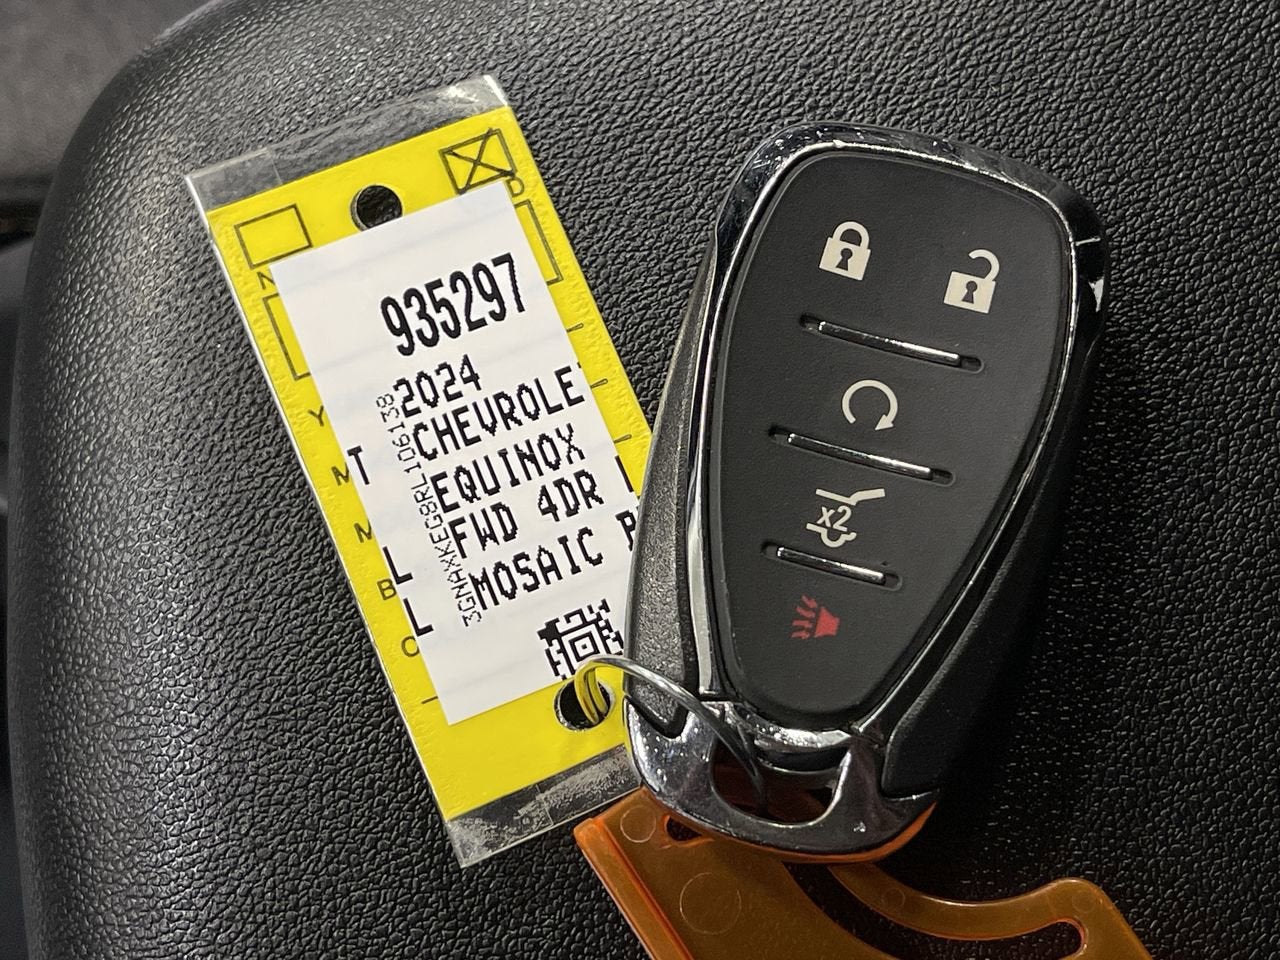 935297
2024
CHEVROLE
EQUINOX
FWD 4DR
MOSAIC
3GNAXKEG8RL106138
T
L
L
Y
M
M
B
C
x2